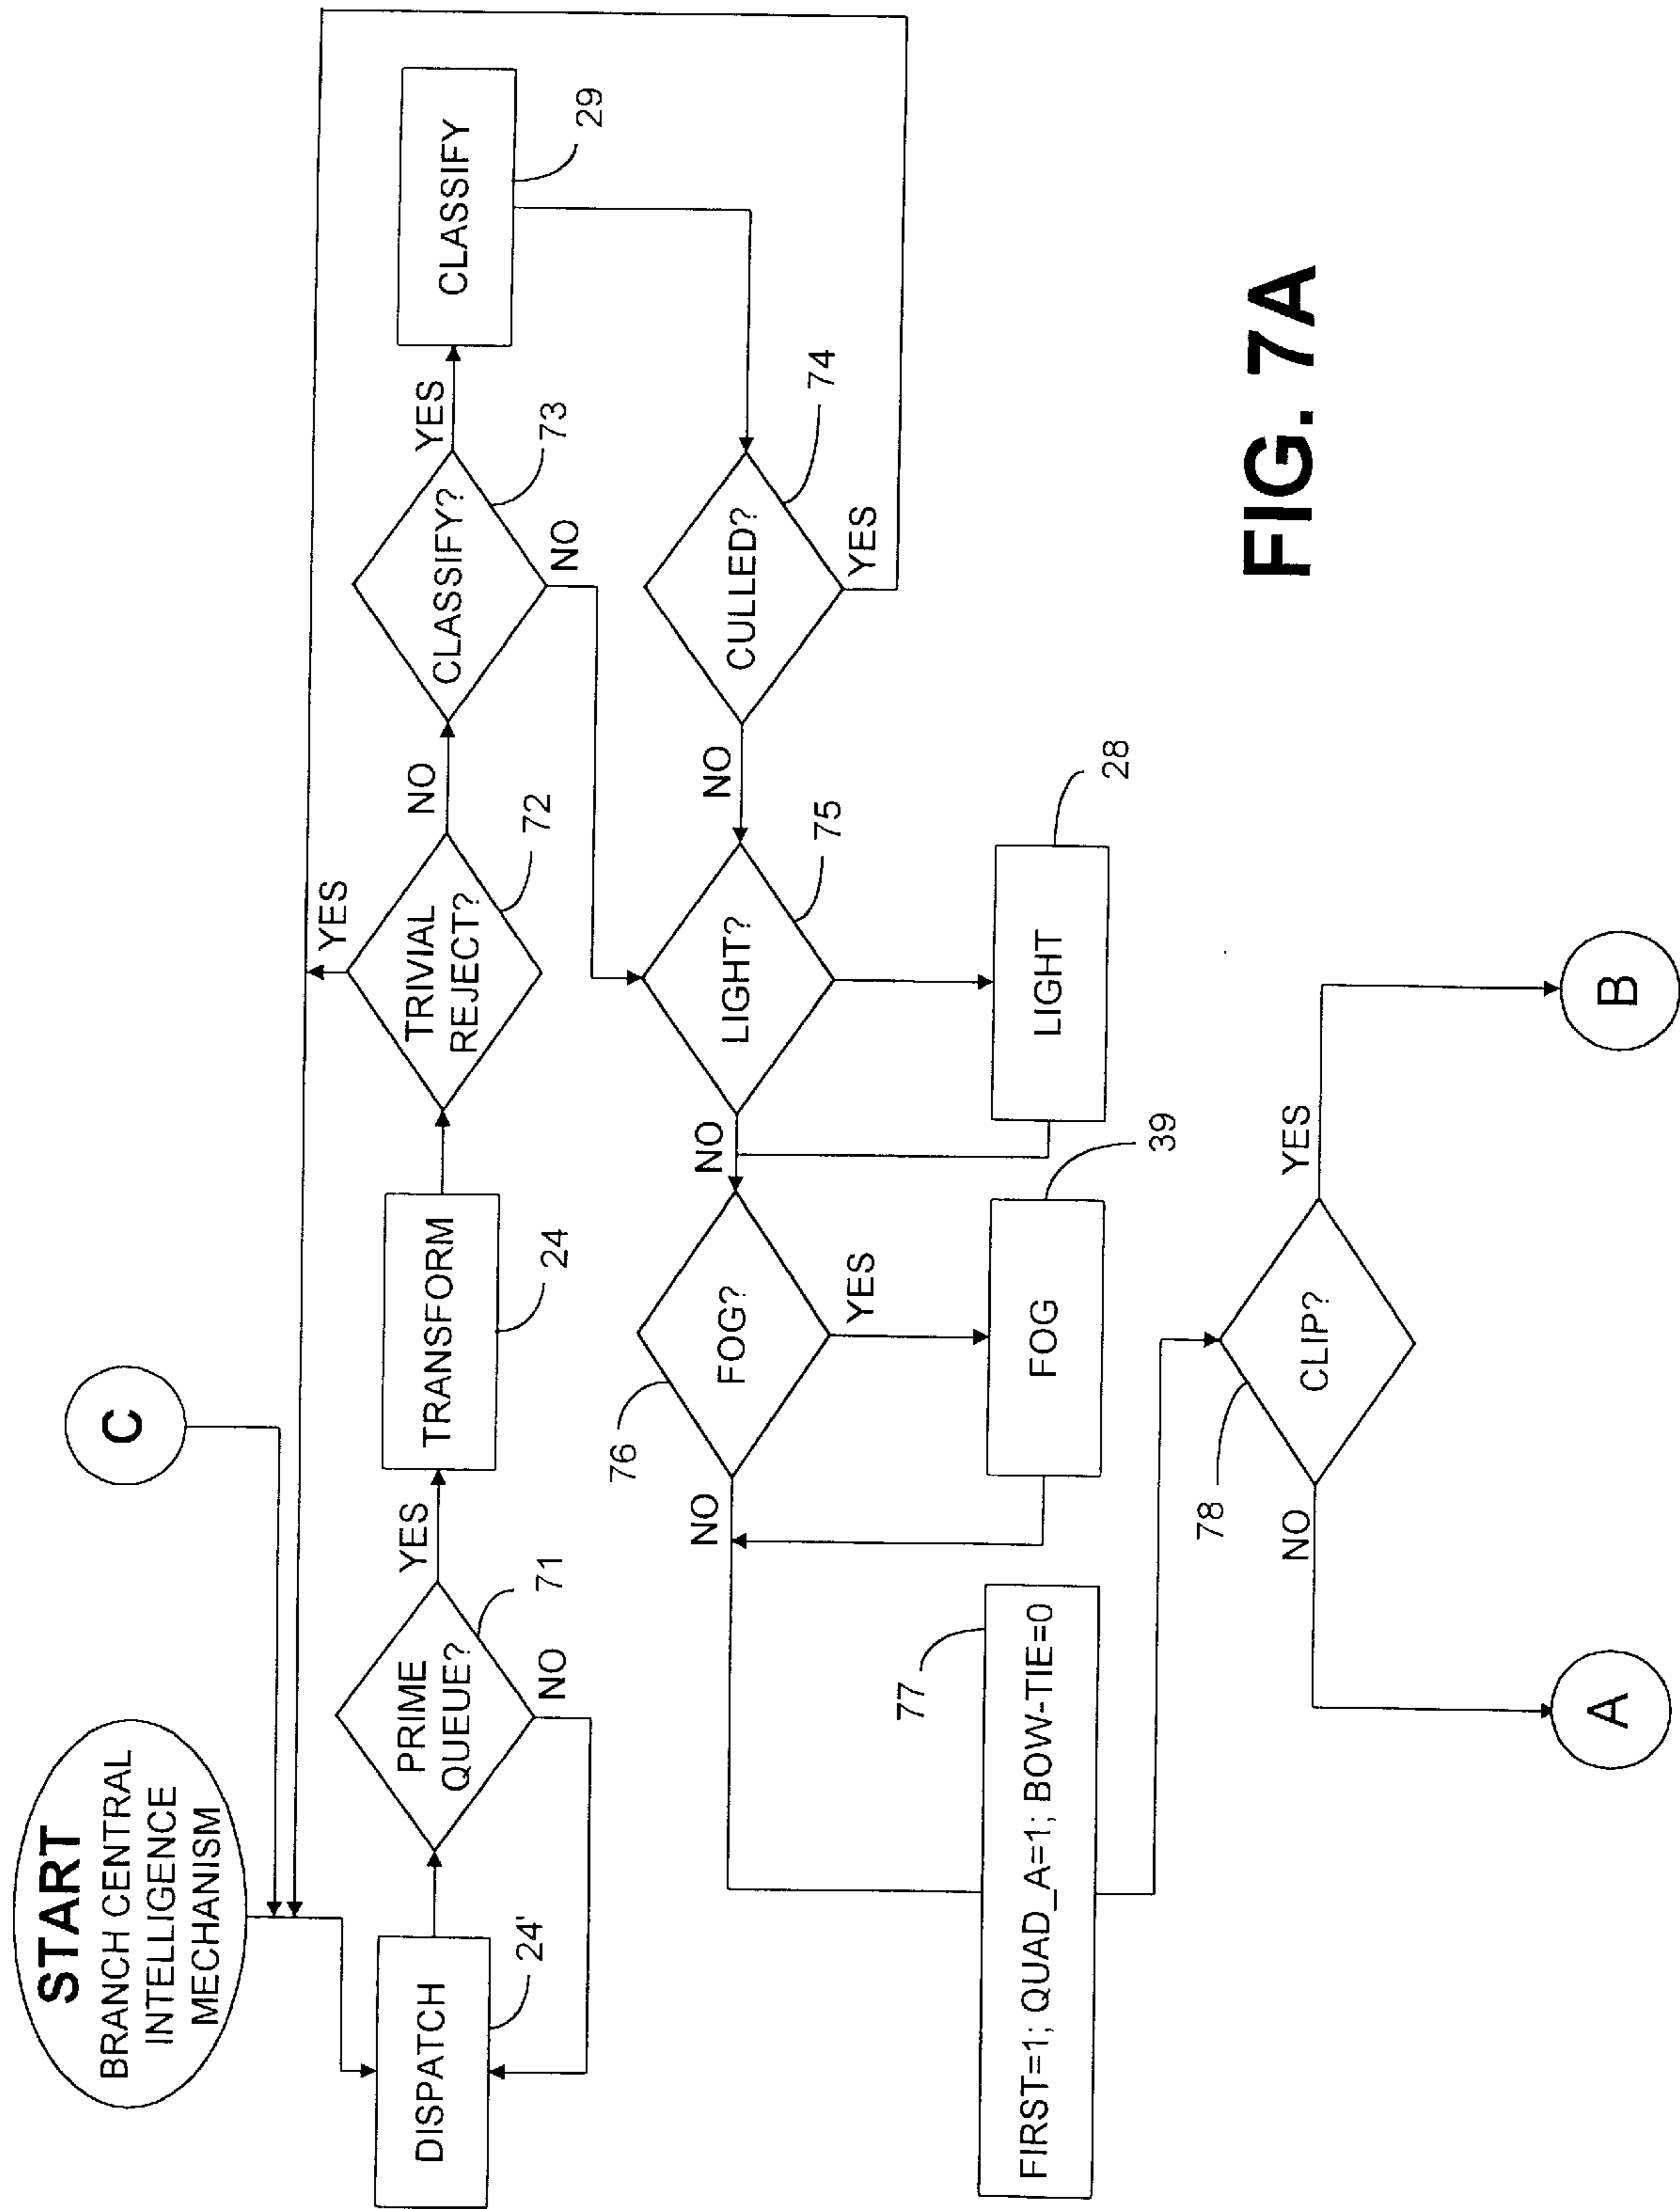 START
BRANCH CENTRAL
INTELLIGENCE
MECHANISM
C
DISPATCH
24'
PRIME
QUEUE?
71
YES
NO
TRANSFORM
24
TRIVIAL
REJECT?
72
YES
NO
CLASSIFY?
73
YES
NO
CLASSIFY
29
CULLED?
74
YES
NO
LIGHT?
75
NO
LIGHT
28
FOG?
76
YES
NO
FOG
39
FIRST=1; QUAD_A=1; BOW-TIE=0
77
CLIP?
78
NO
YES
A
B
FIG. 7A